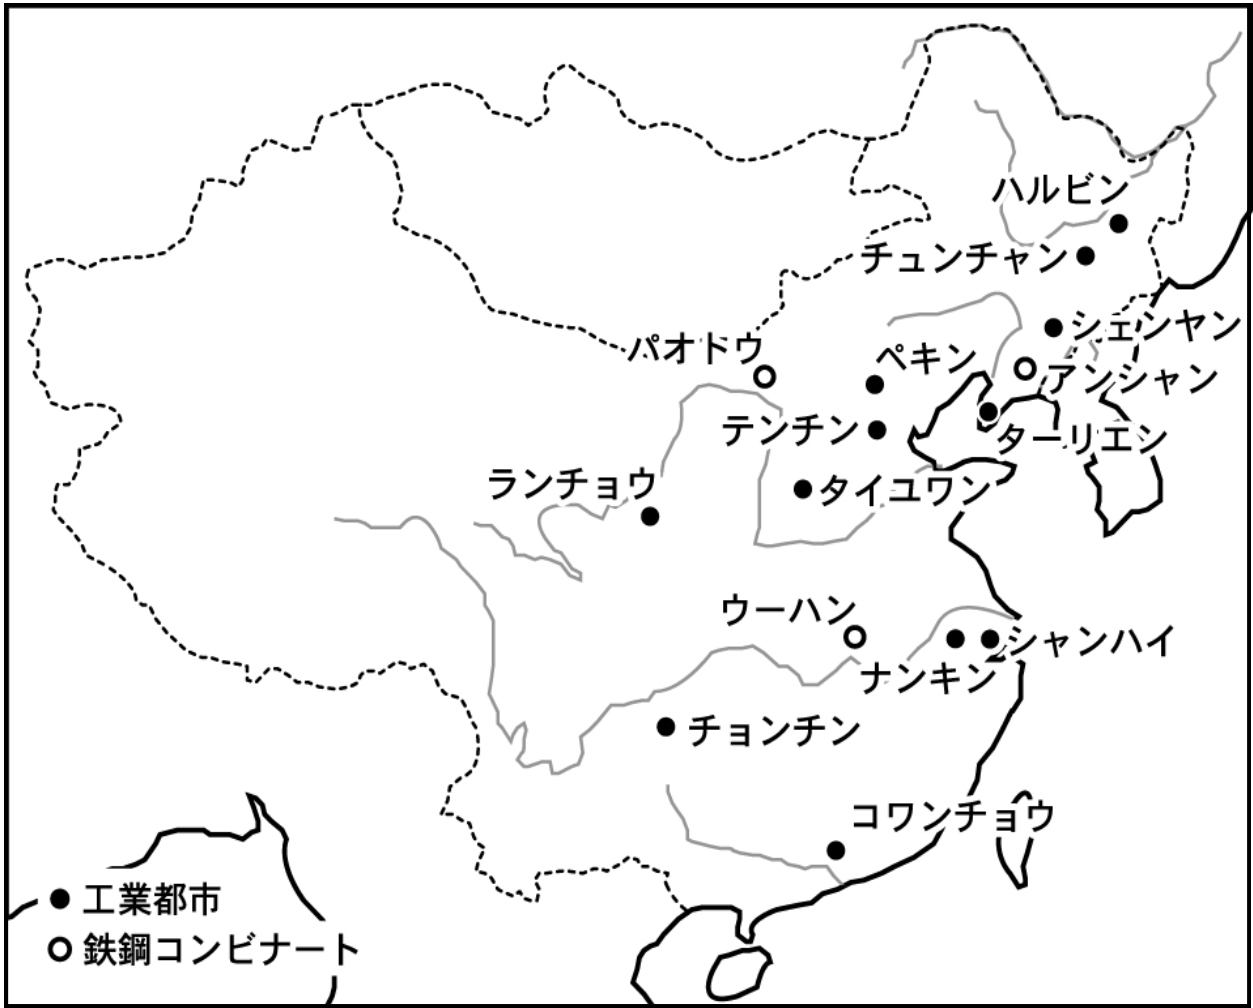 ハルビン
チュンチャン
シェンヤン
パオトウ
ペキン
アンシャン
テンチン
ターリエン
ランチョウ
タイユワン
ウーハン
シャンハイ
ナンキン
チョンチン
コワンチョウ
工業都市
鉄鋼コンビナート